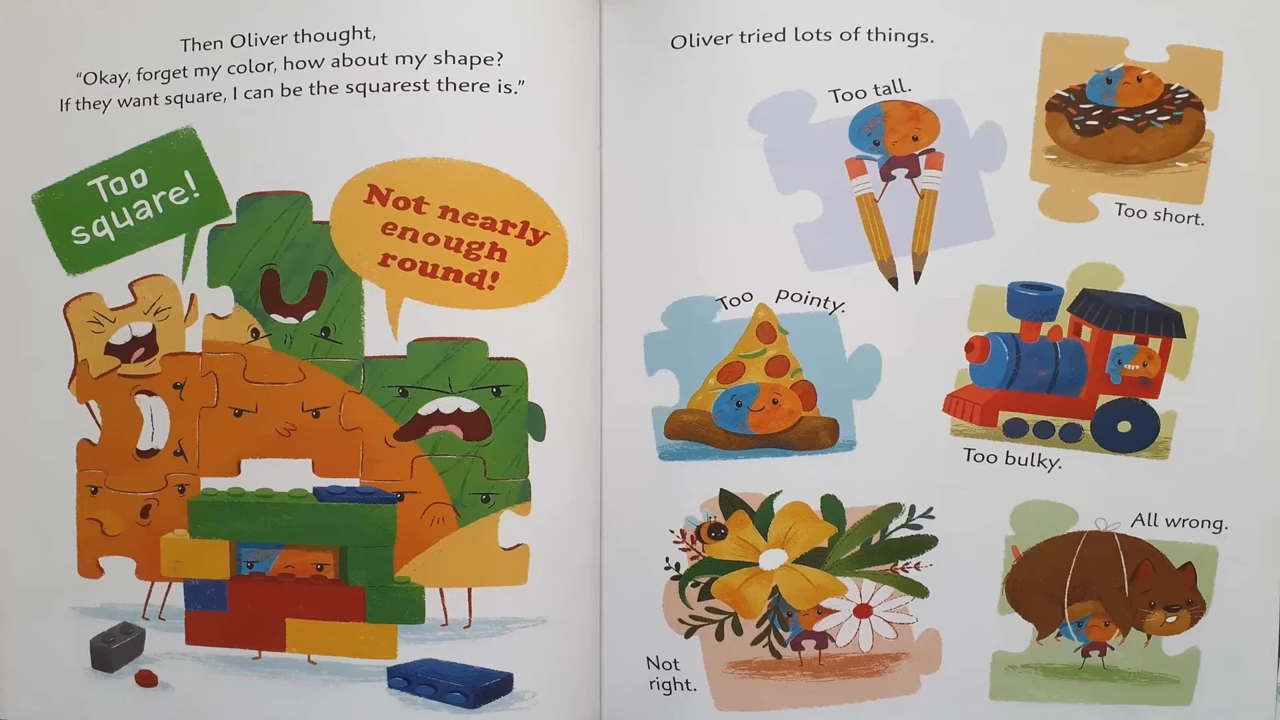 Then Oliver thought,
“Okay, forget my color, how about my shape?
If they want square, I can be the squarest there is.”
Too
square!
Not nearly
enough
round!
Oliver tried lots of things.
Too tall.
Too short.
Too pointy.
Too bulky.
Not
right.
All wrong.